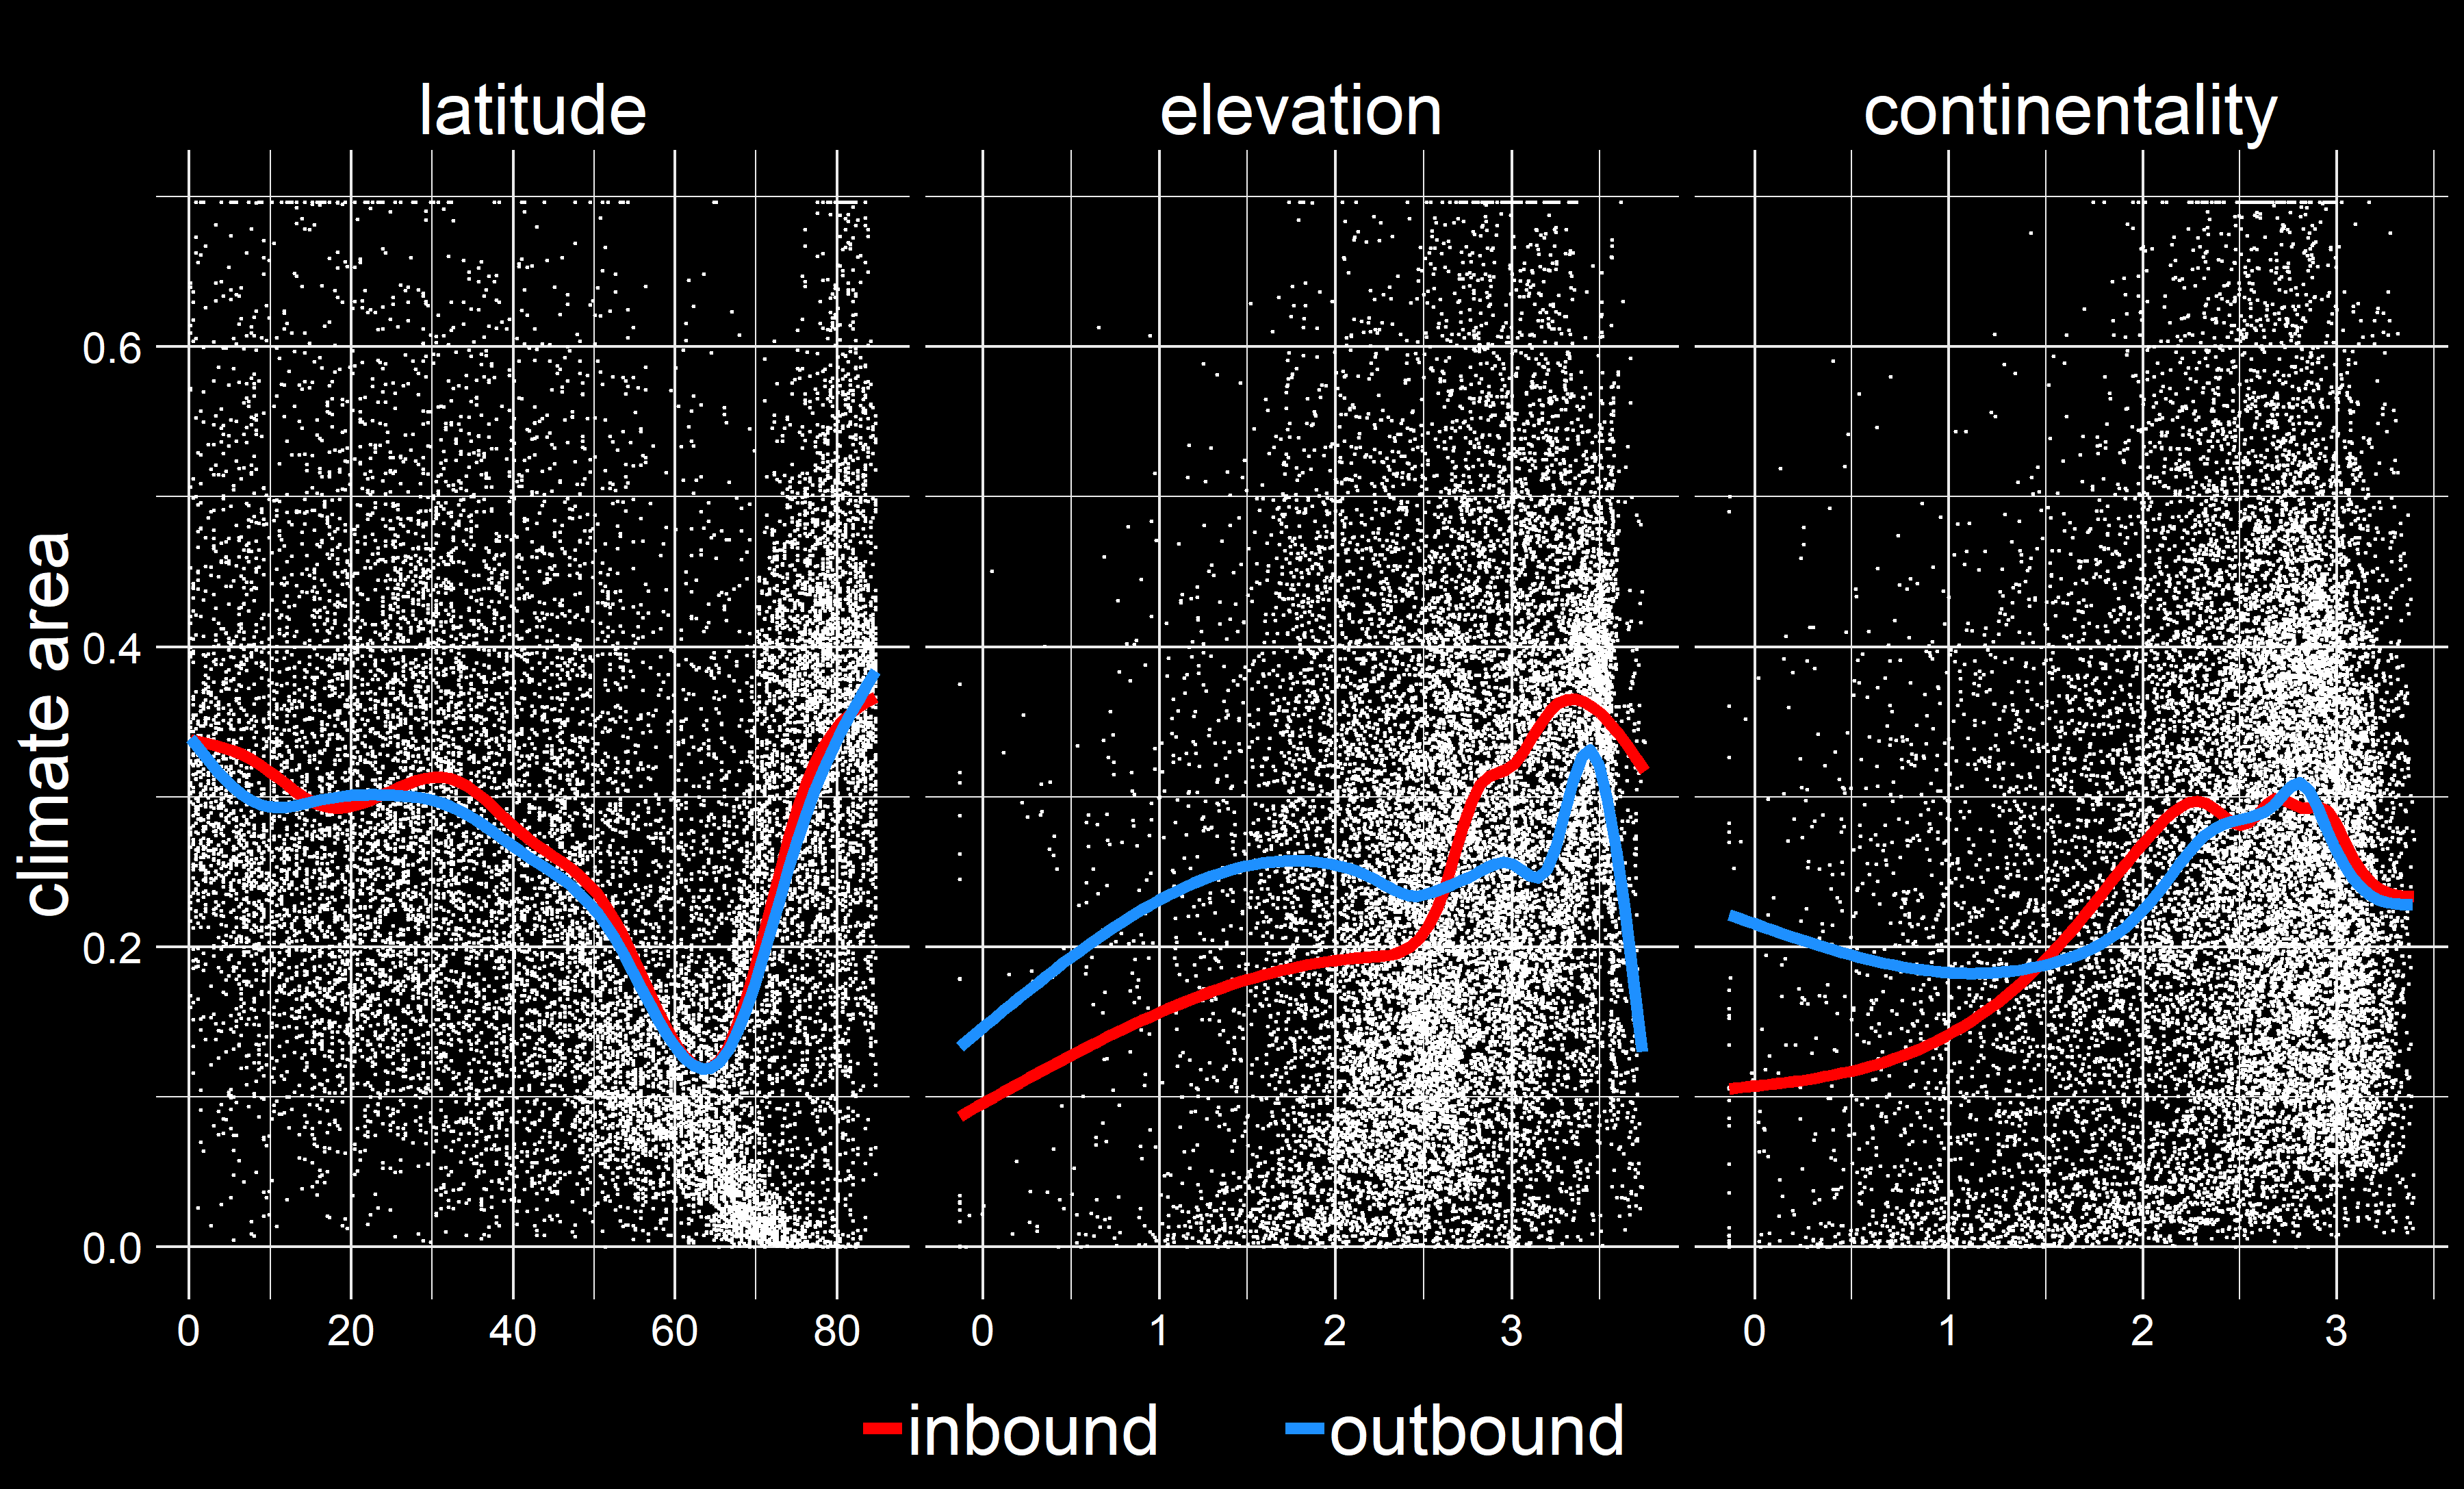 latitude elevation continentality
climate area
0.6
0.4
0.2
0.0
0 20 40 60 80 0 1 2 3 0 1 2 3
inbound outbound